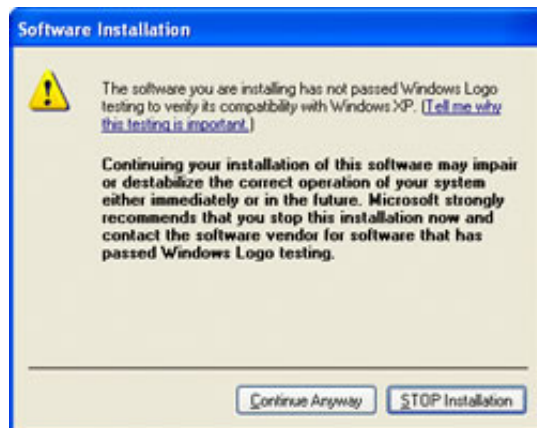 Software Installation
The software you are installing has not passed Windows Logo
testing to verify its compatibility with Windows XP. (Tell me why
this testing is important.)
Continuing your installation of this software may impair
or destabilize the correct operation of your system
either immediately or in the future. Microsoft strongly
recommends that you stop this installation now and
contact the software vendor for software that has
passed Windows Logo testing.
Continue Anyway
STOP Installation